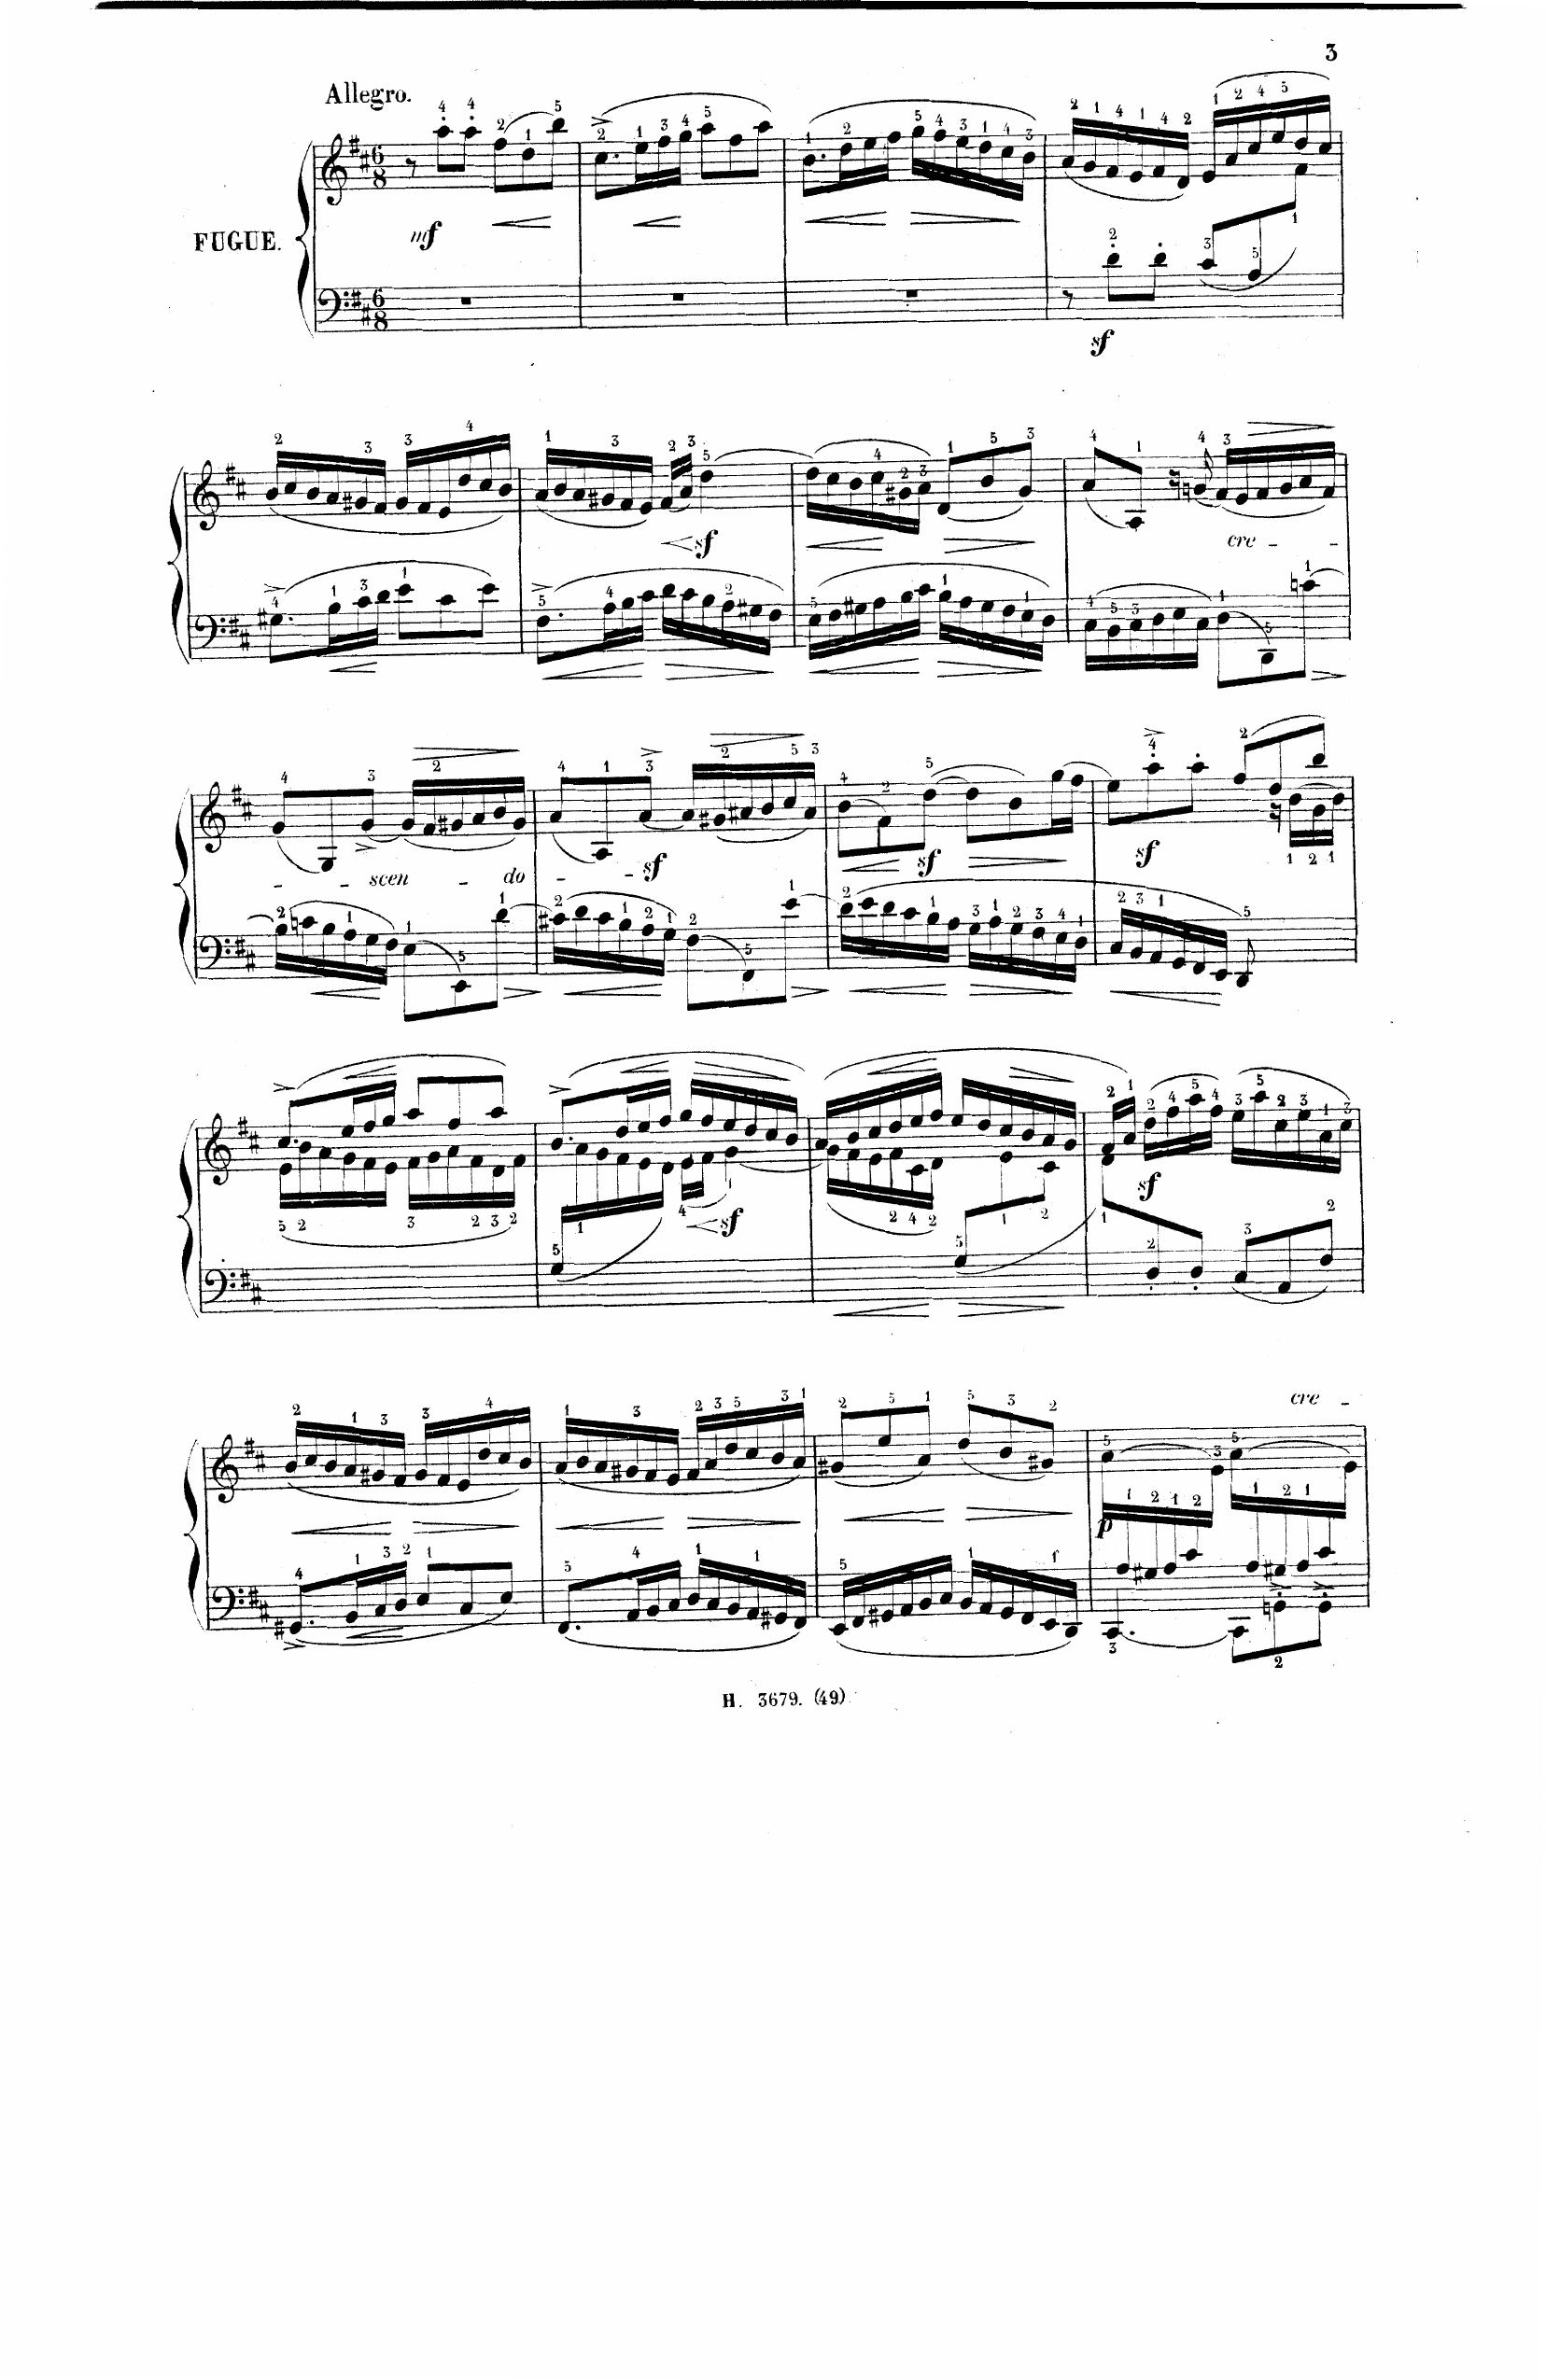 3
Allegro.
FUGUE.
mf
sf
sf
cre -
- - scen - do - -
sf
sf
sf
sf
sf
cre -
p
H. 3679. (49)